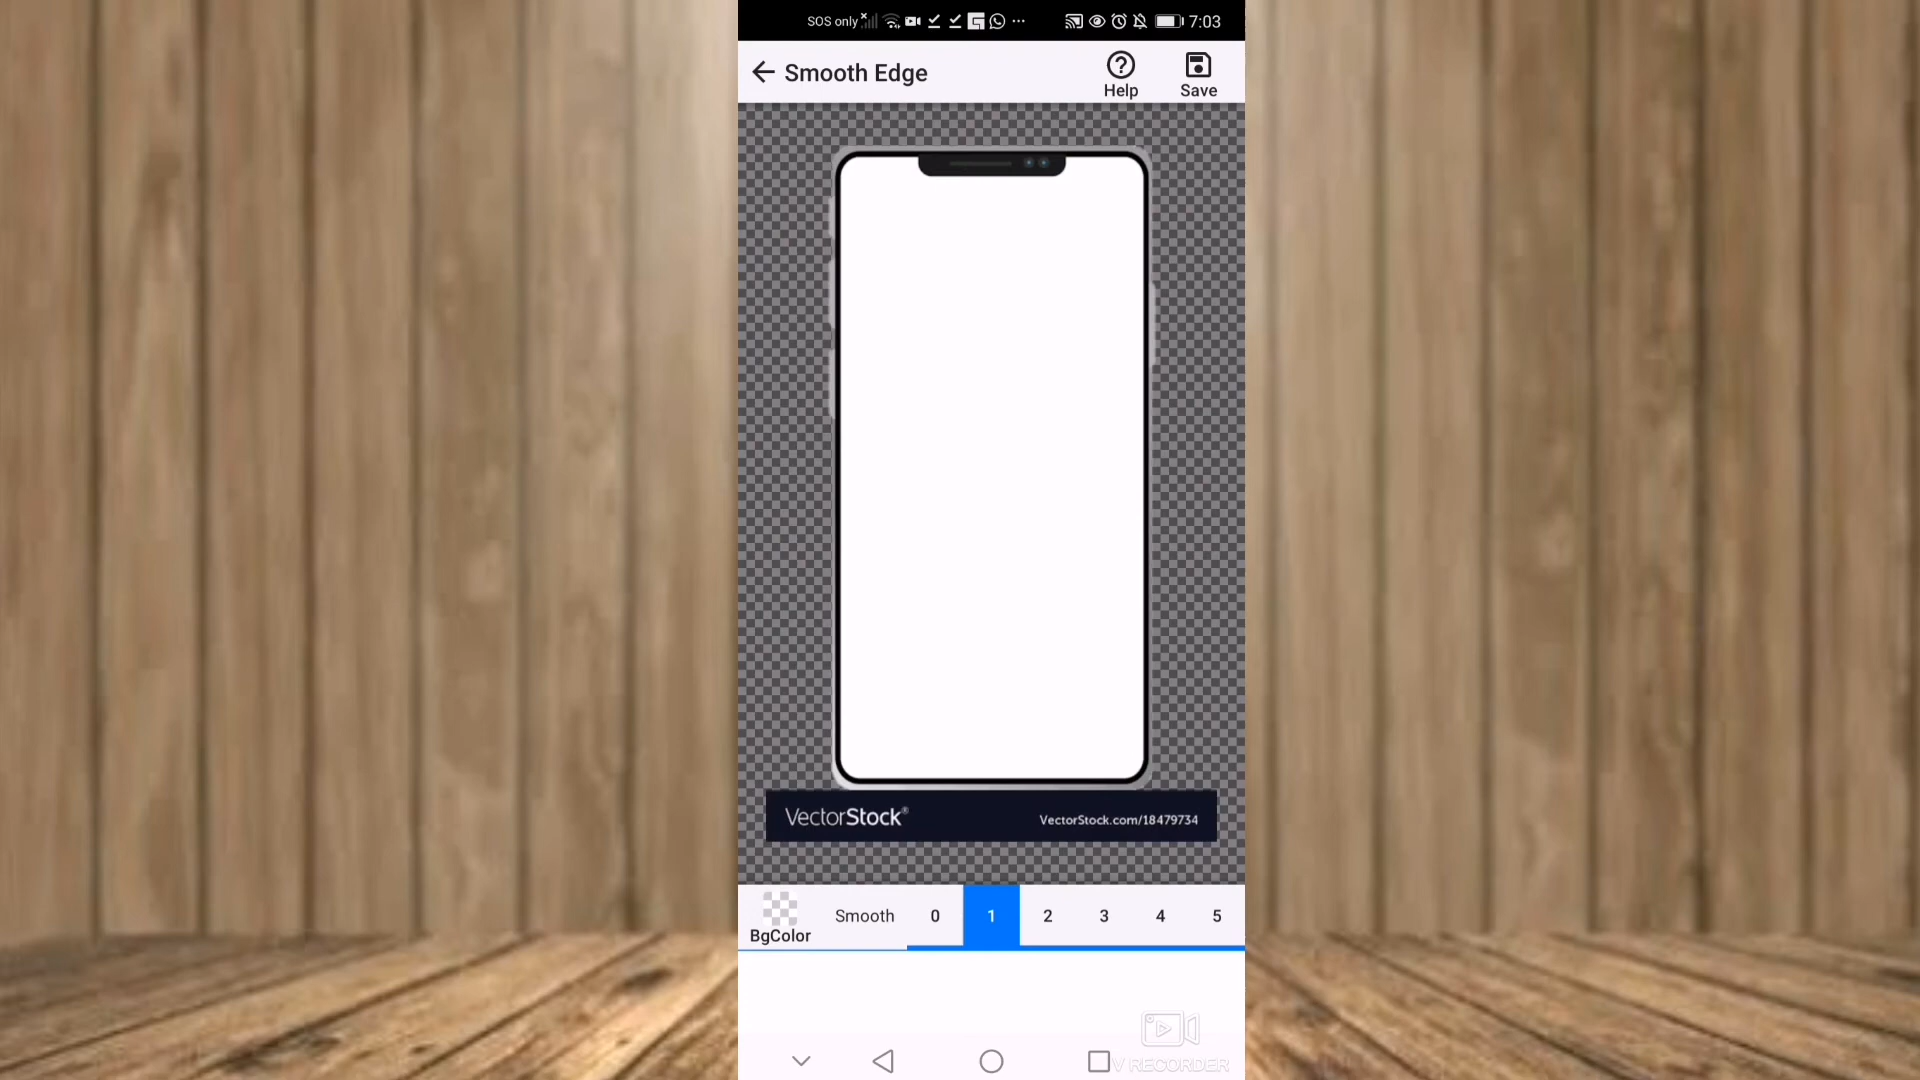 SOS only 7:03
Smooth Edge
Help
Save
VectorStock®
VectorStock.com/18479734
BgColor
Smooth 0 1 2 3 4 5
V RECORDER